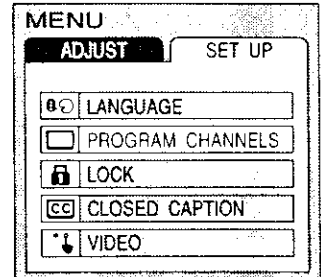 MENU
ADJUST SET UP
LANGUAGE
PROGRAM CHANNELS
LOCK
CC CLOSED CAPTION
VIDEO